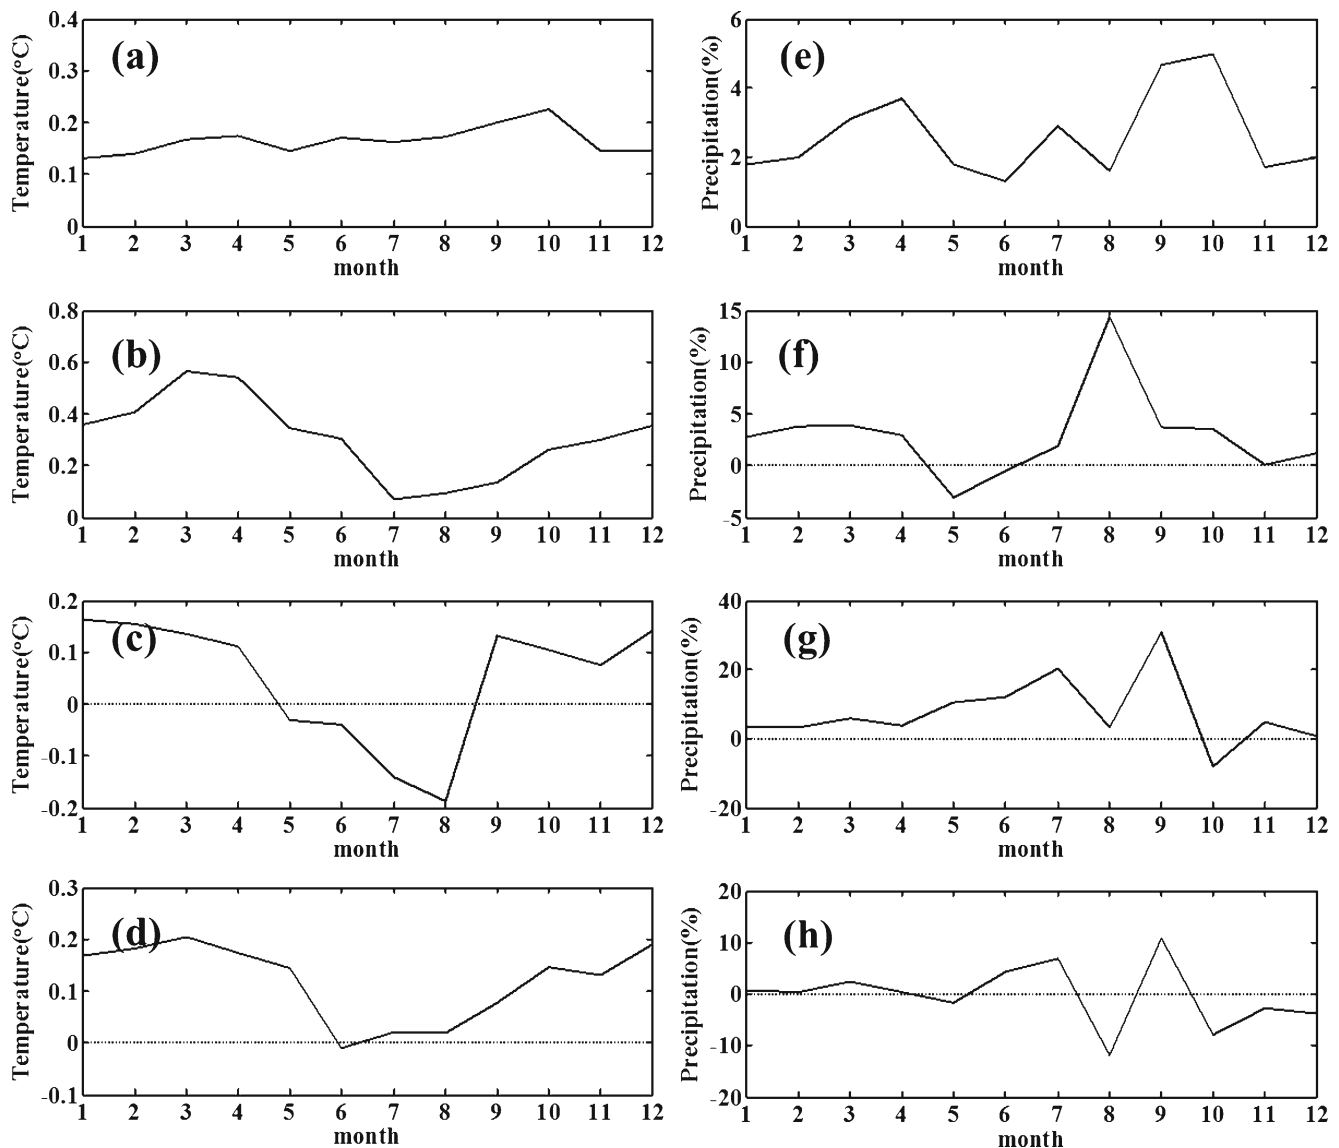 (a)
Temperature(°C)
0.4
0.3
0.2
0.1
0
1 2 3 4 5 6 7 8 9 10 11 12
month
(e)
Precipitation(%)
6
4
2
0
1 2 3 4 5 6 7 8 9 10 11 12
month
(b)
Temperature(°C)
0.8
0.6
0.4
0.2
0
1 2 3 4 5 6 7 8 9 10 11 12
month
(f)
Precipitation(%)
15
10
5
0
-5
1 2 3 4 5 6 7 8 9 10 11 12
month
(c)
Temperature(°C)
0.2
0.1
0
-0.1
-0.2
1 2 3 4 5 6 7 8 9 10 11 12
month
(g)
Precipitation(%)
40
20
0
-20
1 2 3 4 5 6 7 8 9 10 11 12
month
(d)
Temperature(°C)
0.3
0.2
0.1
0
-0.1
1 2 3 4 5 6 7 8 9 10 11 12
month
(h)
Precipitation(%)
20
10
0
-10
-20
1 2 3 4 5 6 7 8 9 10 11 12
month